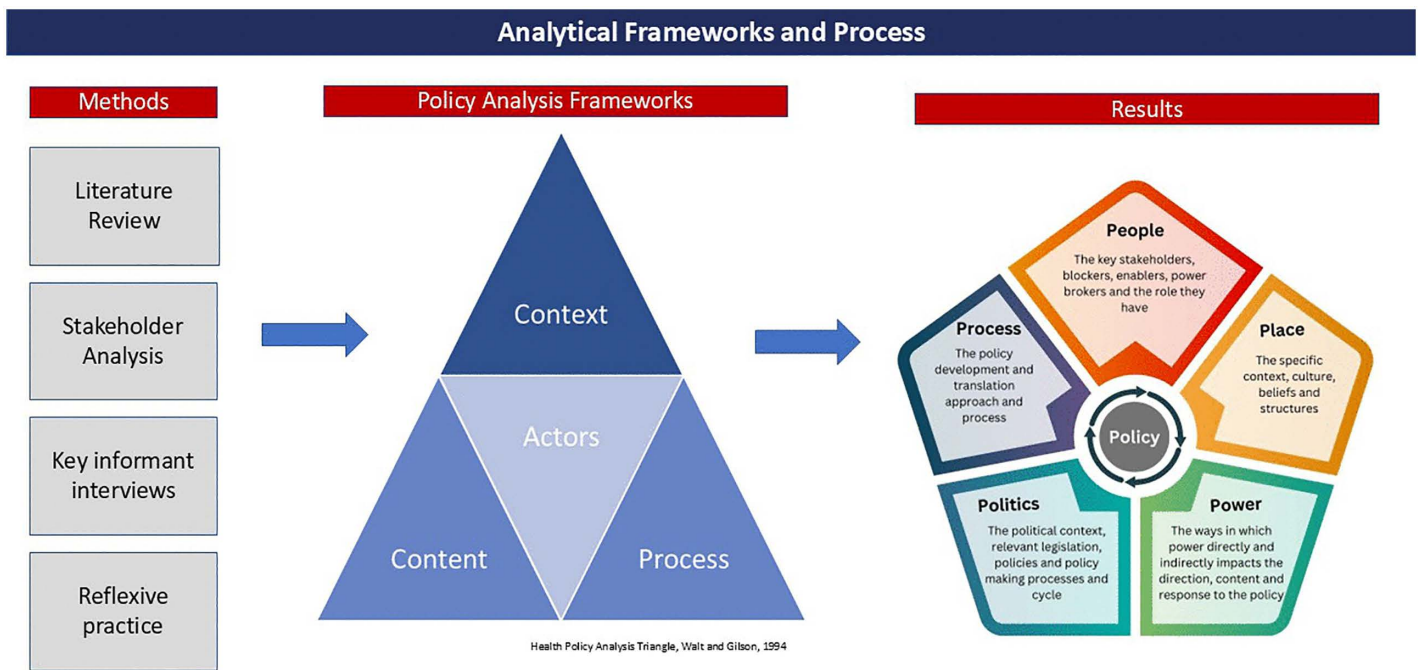 Analytical Frameworks and Process
Methods
Literature
Review
Stakeholder
Analysis
Key informant
interviews
Reflexive
practice
Policy Analysis Frameworks
Context
Actors
Content
Process
Health Policy Analysis Triangle, Walt and Gilson, 1994
Results
People
The key stakeholders,
blockers, enablers, power
brokers and the role they
have
Process
The policy
development and
translation
approach and
process
Place
The specific
context, culture,
beliefs and
structures
Policy
Politics
The political context,
relevant legislation,
policies and policy
making processes and
cycle
Power
The ways in which
power directly and
indirectly impacts the
direction, content and
response to the policy